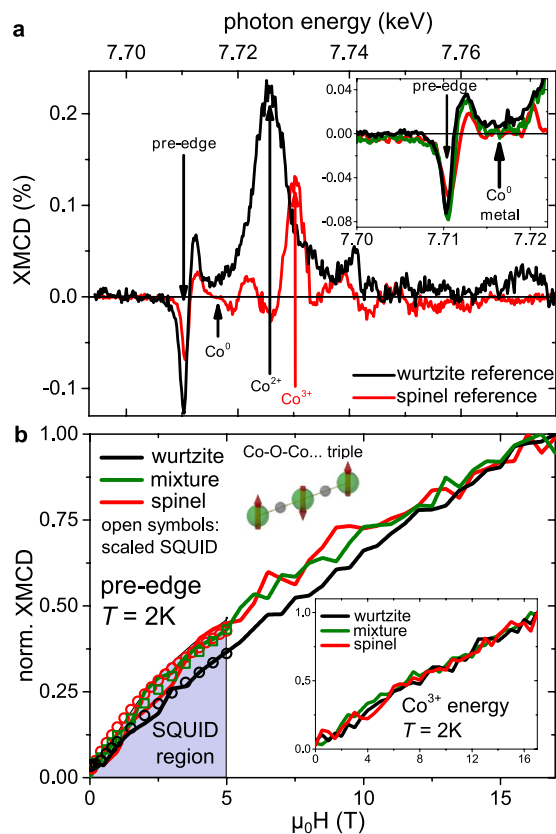 photon energy (keV)
a
7.70 7.72 7.74 7.76
XMCD (%)
0.2
0.1
0.0
-0.1
pre-edge
Co⁰
Co²⁺
Co³⁺
wurtzite reference
spinel reference
0.04
0.00
-0.04
-0.08
pre-edge
Co⁰
metal
7.70 7.71 7.72
b
norm. XMCD
1.00
0.75
0.50
0.25
0.00
wurtzite
mixture
spinel
open symbols:
scaled SQUID
pre-edge
T = 2K
Co-O-Co... triple
SQUID
region
1.0
0.5
0.0
wurtzite
mixture
spinel
Co³⁺ energy
T = 2K
0 4 8 12 16
0 5 10 15
μ₀H (T)